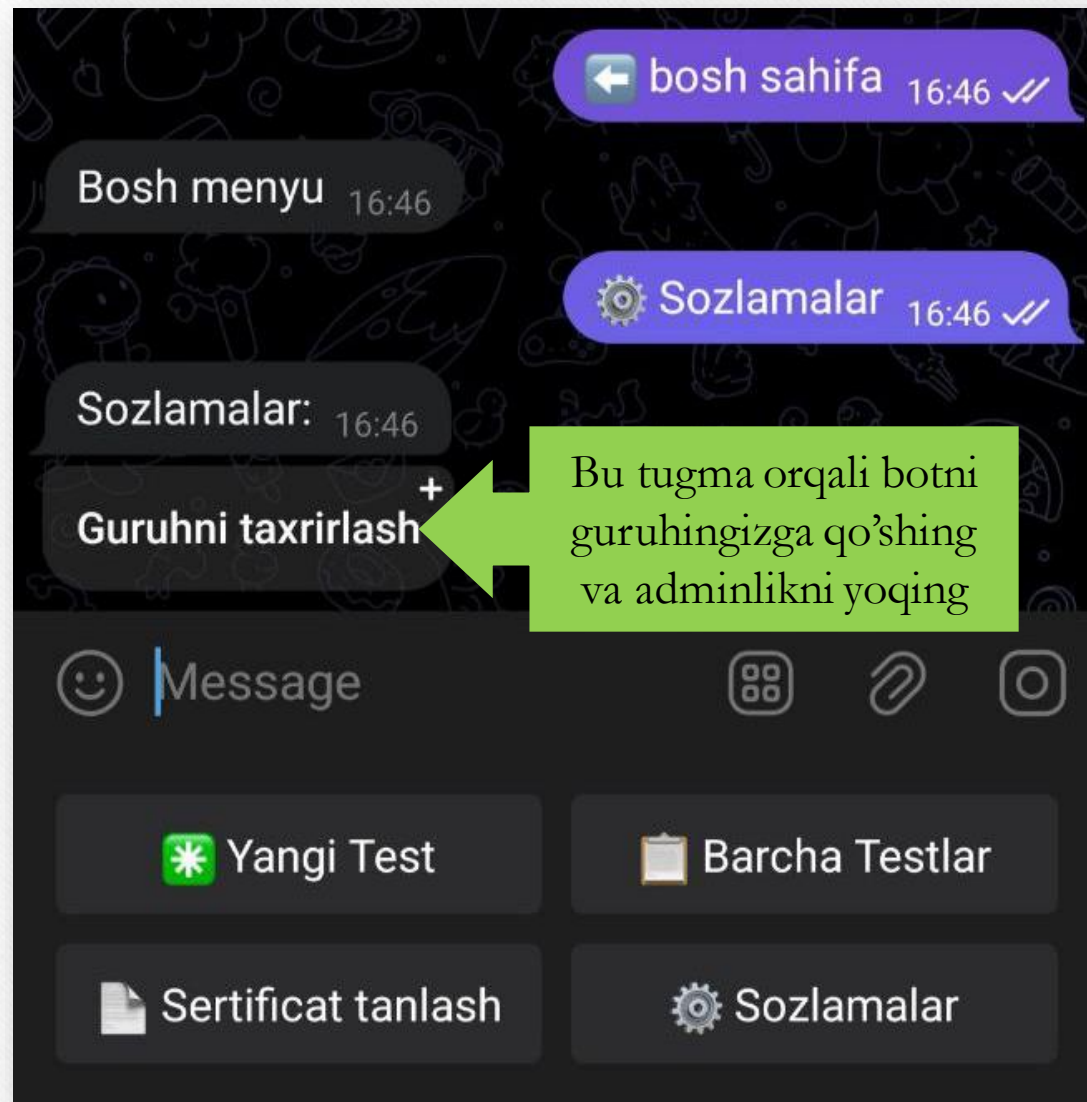 ⬅️ bosh sahifa 16:46
Bosh menyu 16:46
⚙️ Sozlamalar 16:46
Sozlamalar: 16:46
Guruhni taxrirlash
Bu tugma orqali botni
guruhingizga qo’shing
va adminlikni yoqing
Message
✳️ Yangi Test
📋 Barcha Testlar
📄 Sertificat tanlash
⚙️ Sozlamalar